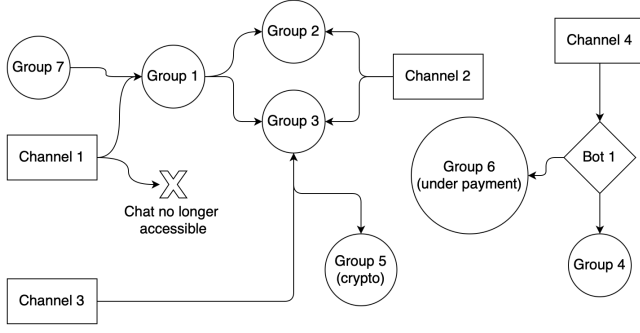 Group 2
Channel 4
Group 7
Group 1
Channel 2
Group 3
Channel 1
Bot 1
Group 6
(under payment)
Chat no longer
accessible
Group 5
(crypto)
Group 4
Channel 3